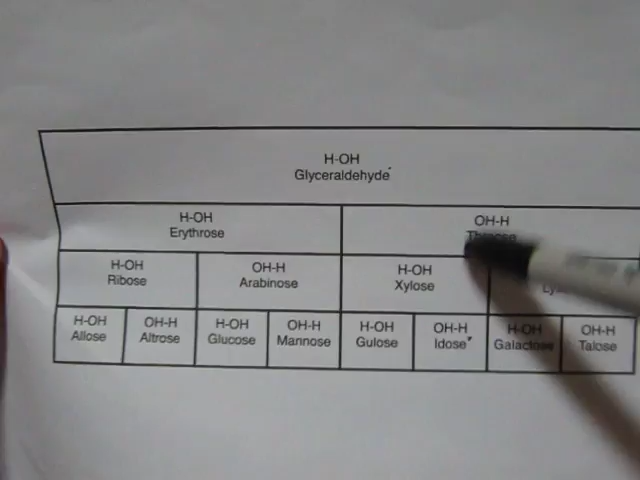 H-OH
Glyceraldehyde
H-OH
OH-H
Erythrose
Threose
H-OH
OH-H
H-OH
Ribose
Arabinose
Xylose
H-OH
OH-H
H-OH
OH-H
H-OH
OH-H
H-OH
OH-H
Allose
Altrose
Glucose
Mannose
Gulose
Idose
Galactose
Talose